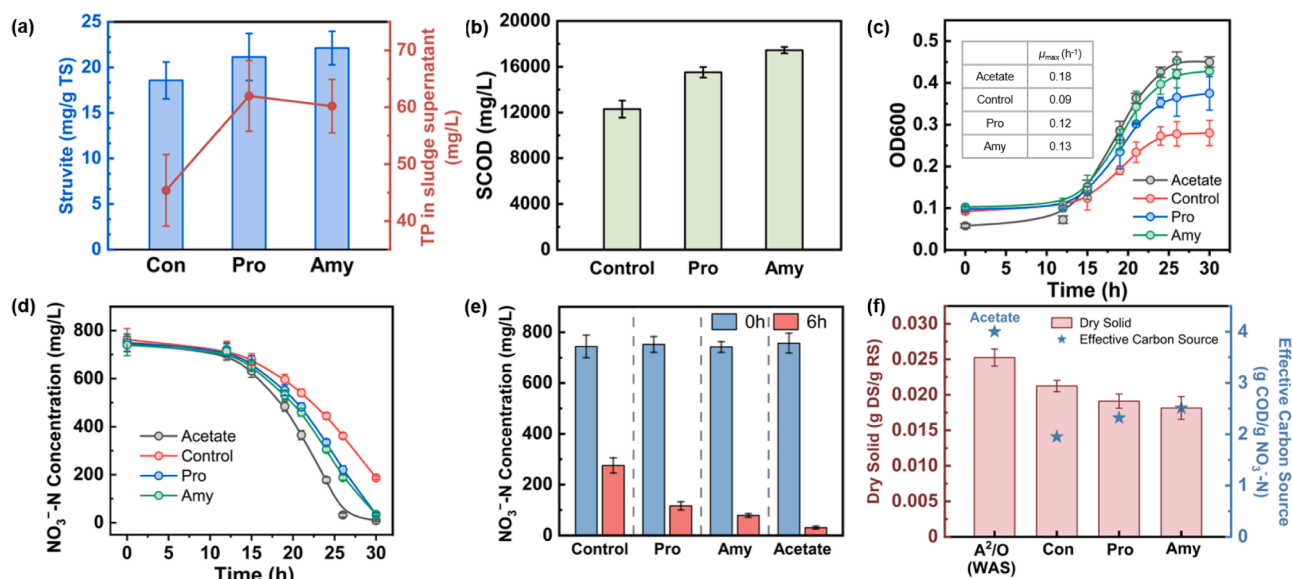 (a)
Struvite (mg/g TS)
25
20
15
10
5
0
Con
Pro
Amy
70
60
50
40
TP in sludge supernatant
(mg/L)
(b)
SCOD (mg/L)
20000
16000
12000
8000
4000
0
Control
Pro
Amy
(c)
OD600
0.5
0.4
0.3
0.2
0.1
0.0
μmax (h⁻¹)
Acetate 0.18
Control 0.09
Pro 0.12
Amy 0.13
Acetate
Control
Pro
Amy
0 5 10 15 20 25 30
Time (h)
(d)
NO₃⁻-N Concentration (mg/L)
800
600
400
200
0
Acetate
Control
Pro
Amy
0 5 10 15 20 25 30
Time (h)
(e)
NO₃⁻-N Concentration (mg/L)
800
600
400
200
0
0h
6h
Control
Pro
Amy
Acetate
(f)
Dry Solid (g DS/g RS)
0.030
0.025
0.020
0.015
0.010
0.005
0
Acetate
Dry Solid
Effective Carbon Source
A²/O
(WAS)
Con
Pro
Amy
4
3
2
1
0
Effective Carbon Source
(g COD/g NO₃⁻-N)